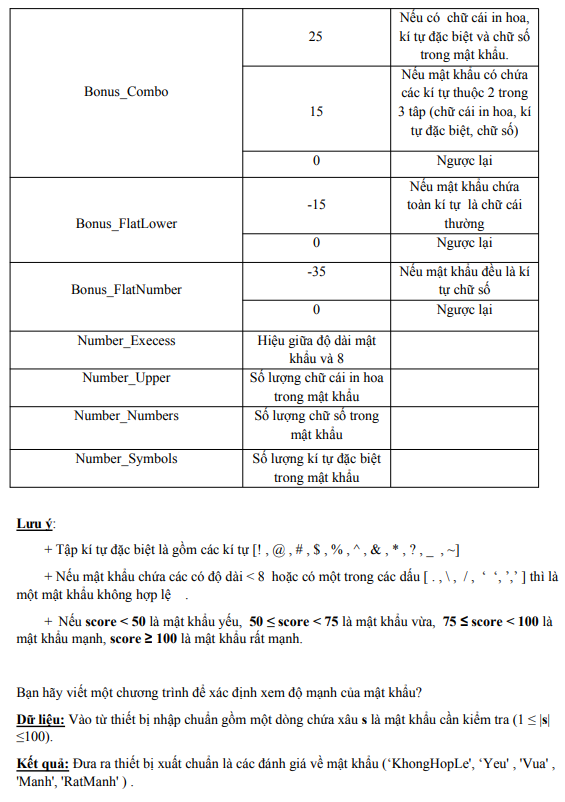 25
Nếu có chữ cái in hoa,
kí tự đặc biệt và chữ số
trong mật khẩu.
Bonus_Combo
15
Nếu mật khẩu có chứa
các kí tự thuộc 2 trong
3 tâp (chữ cái in hoa, kí
tự đặc biệt, chữ số)
0
Ngược lại
Bonus_FlatLower
-15
Nếu mật khẩu chứa
toàn kí tự là chữ cái
thường
0
Ngược lại
Bonus_FlatNumber
-35
Nếu mật khẩu đều là kí
tự chữ số
0
Ngược lại
Number_Execess
Hiệu giữa độ dài mật
khẩu và 8
Number_Upper
Số lượng chữ cái in hoa
trong mật khẩu
Number_Numbers
Số lượng chữ số trong
mật khẩu
Number_Symbols
Số lượng kí tự đặc biệt
trong mật khẩu
Lưu ý:
+ Tập kí tự đặc biệt là gồm các kí tự [! , @ , # , $ , % , ^ , & , * , ? , _ , ~]
+ Nếu mật khẩu chứa các có độ dài < 8 hoặc có một trong các dấu [ . , \ , / , ‘ ‘, ’,’ ] thì là
một mật khẩu không hợp lệ .
+ Nếu score < 50 là mật khẩu yếu, 50 ≤ score < 75 là mật khẩu vừa, 75 ≤ score < 100 là
mật khẩu mạnh, score ≥ 100 là mật khẩu rất mạnh.
Bạn hãy viết một chương trình để xác định xem độ mạnh của mật khẩu?
Dữ liệu: Vào từ thiết bị nhập chuẩn gồm một dòng chứa xâu s là mật khẩu cần kiểm tra (1 ≤ |s|
≤100).
Kết quả: Đưa ra thiết bị xuất chuẩn là các đánh giá về mật khẩu (‘KhongHopLe', ‘Yeu' , 'Vua' ,
'Manh', 'RatManh' ) .